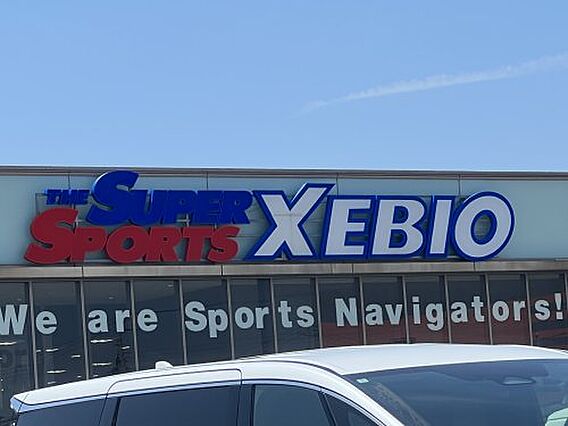 THE SUPER
SPORTS XEBIO
We are Sports Navigators!